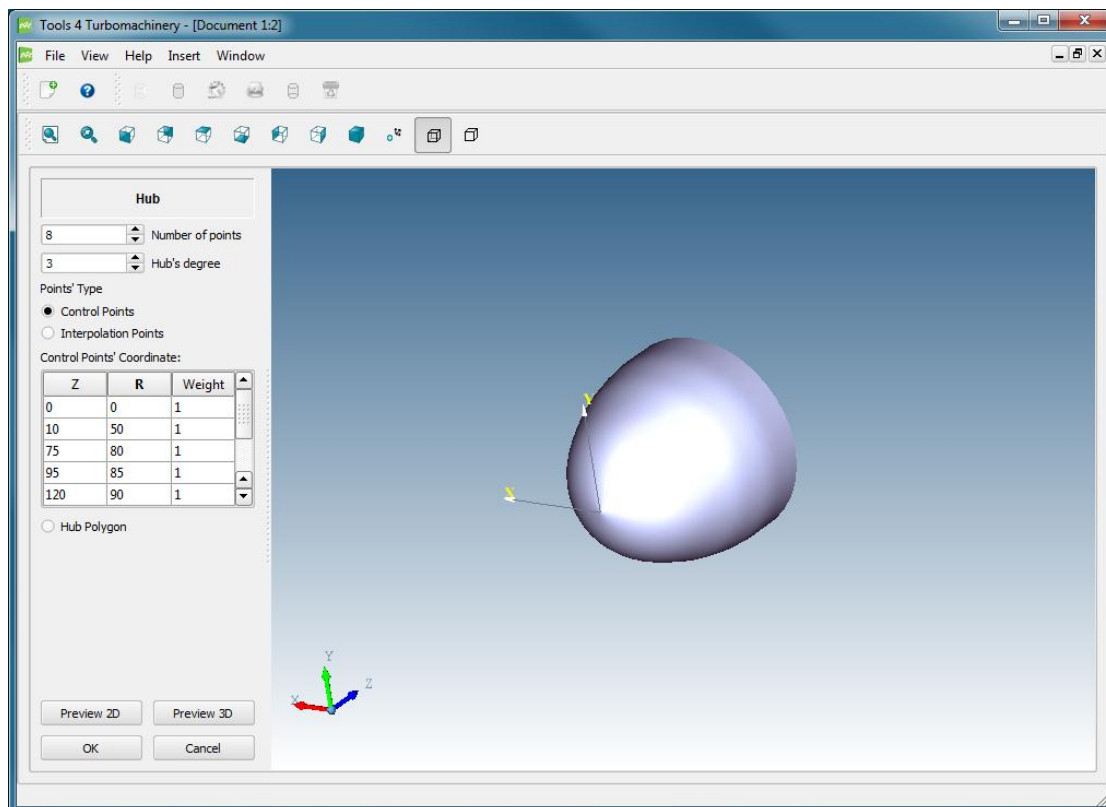 Tools 4 Turbomachinery - [Document 1:2]
File View Help Insert Window
Hub
8 Number of points
3 Hub's degree
Points' Type
Control Points
Interpolation Points
Control Points' Coordinate:
Z R Weight
0 0 1
10 50 1
75 80 1
95 85 1
120 90 1
Hub Polygon
Preview 2D Preview 3D
OK Cancel
Y
X
Y
Z
X